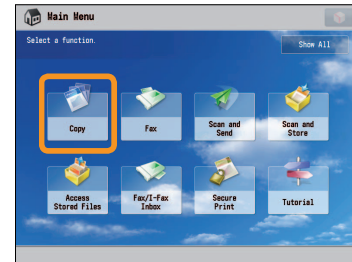 Main Menu
Select a function.
Show All
Copy
Fax
Scan and
Send
Scan and
Store
Access
Stored Files
Fax/I-Fax
Inbox
Secure
Print
Tutorial